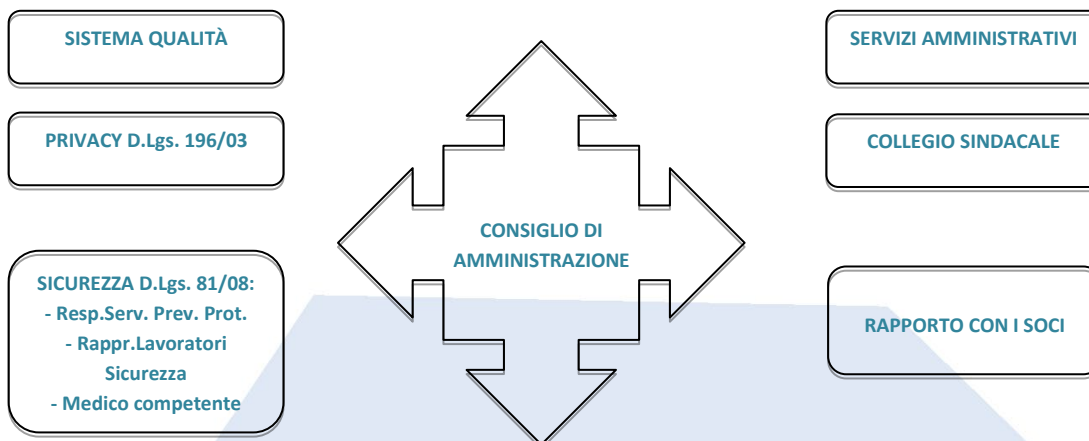 SISTEMA QUALITÀ
PRIVACY D.Lgs. 196/03
SICUREZZA D.Lgs. 81/08:
- Resp.Serv. Prev. Prot.
- Rappr.Lavoratori
Sicurezza
- Medico competente
CONSIGLIO DI
AMMINISTRAZIONE
SERVIZI AMMINISTRATIVI
COLLEGIO SINDACALE
RAPPORTO CON I SOCI